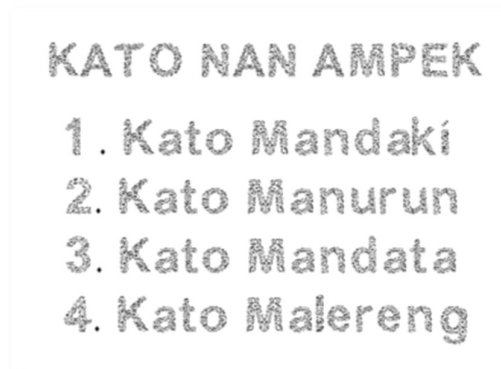 KATO NAN AMPEK
1. Kato Mandaki
2. Kato Manurun
3. Kato Mandata
4. Kato Malereng